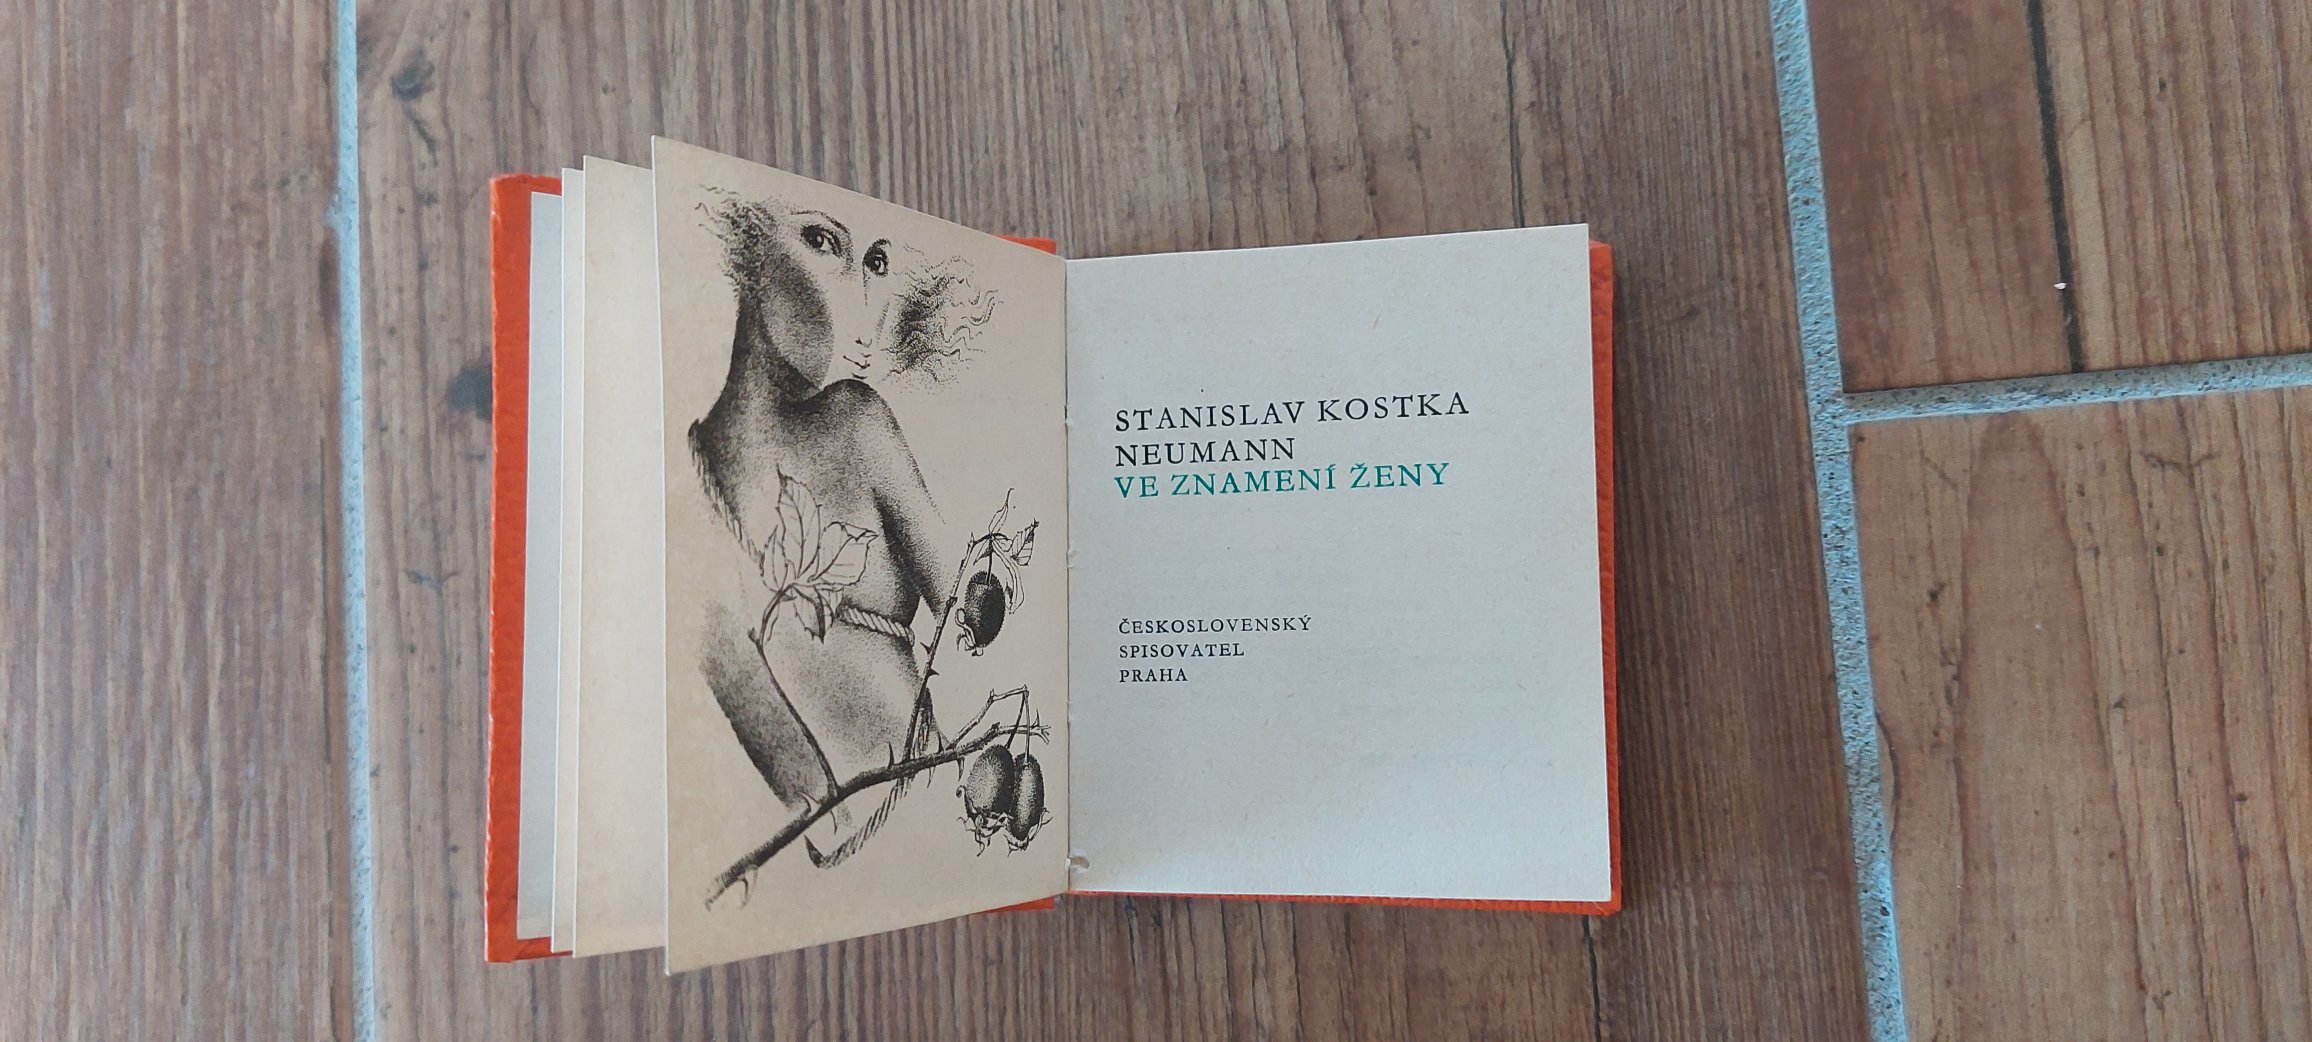 STANISLAV KOSTKA
NEUMANN
VE ZNAMENÍ ŽENY
ČESKOSLOVENSKÝ
SPISOVATEL
PRAHA